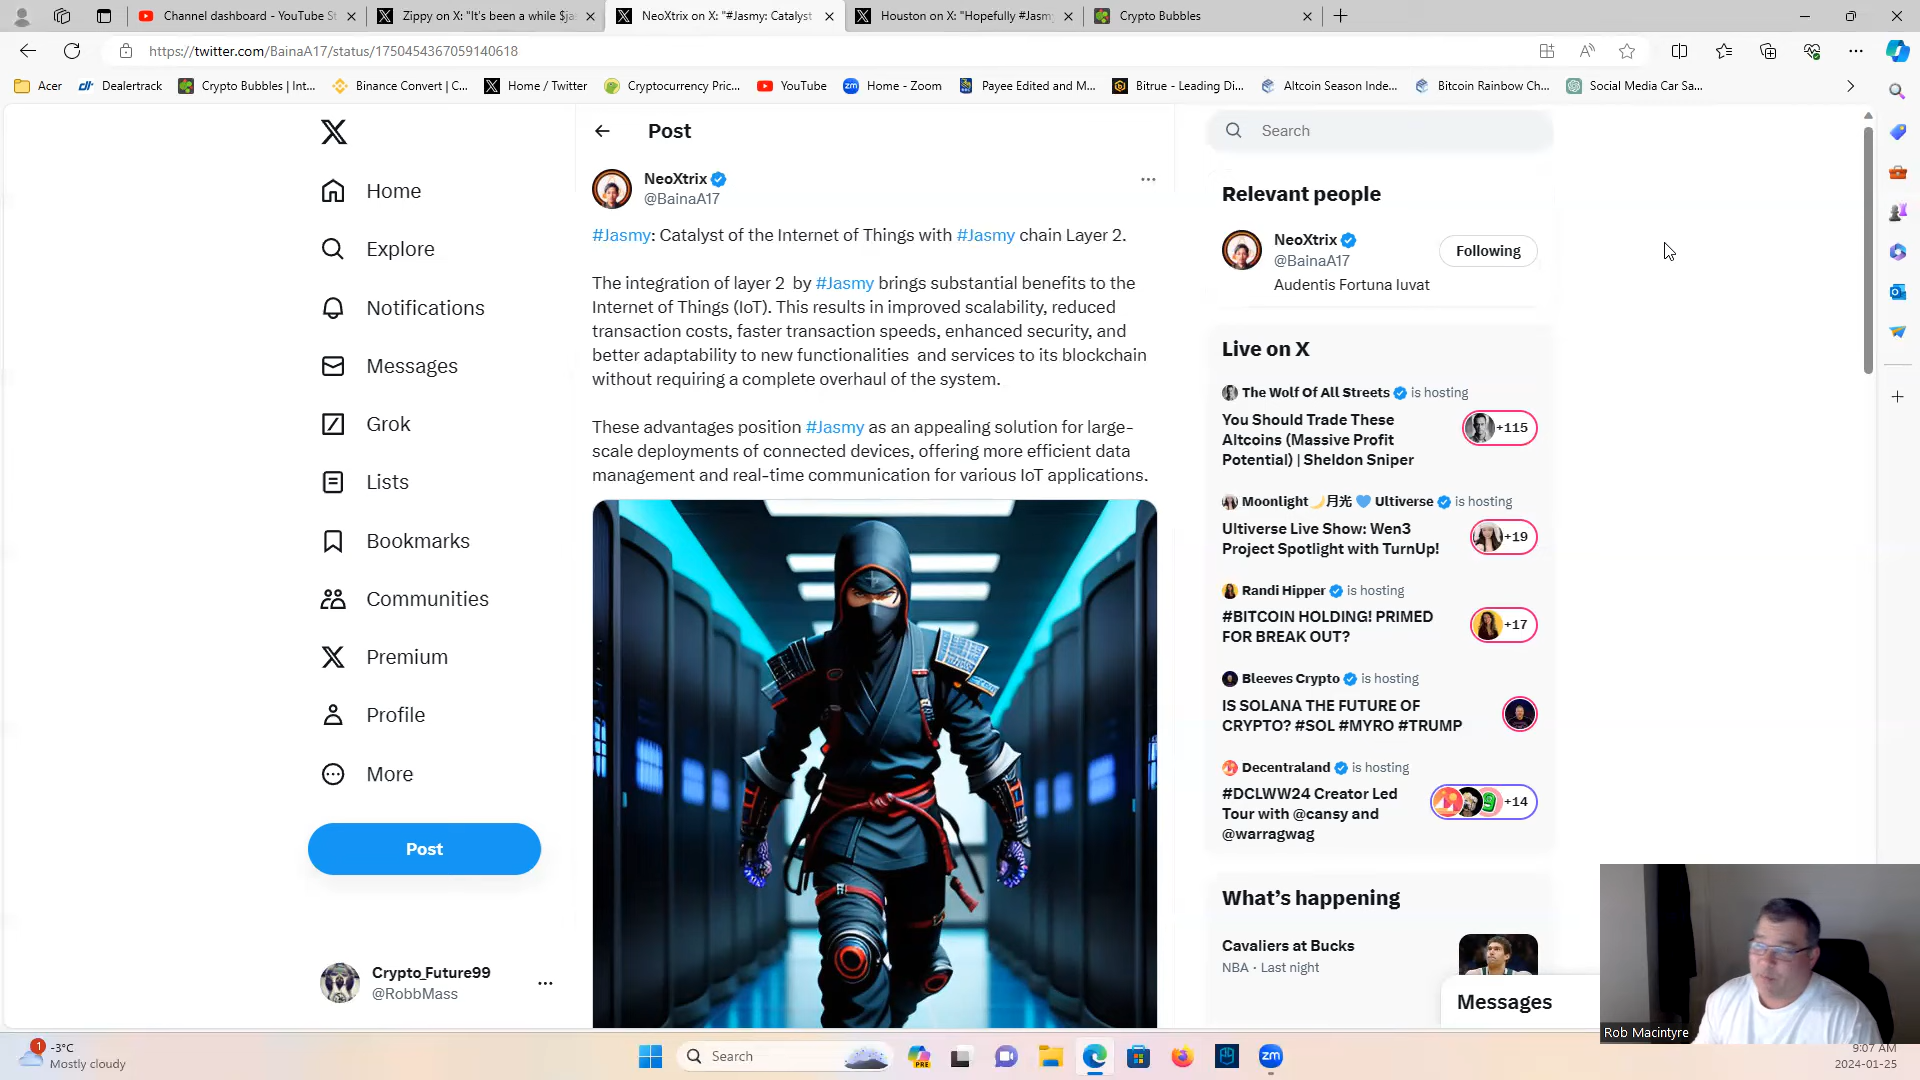 Channel dashboard - YouTube St
Zippy on X: "It's been a while $ja
NeoXtrix on X: "#Jasmy: Catalyst
Houston on X: "Hopefully #Jasm
Crypto Bubbles
https://twitter.com/BainaA17/status/1750454367059140618
Acer
Dealertrack
Crypto Bubbles | Int...
Binance Convert | C...
Home / Twitter
Cryptocurrency Pric...
YouTube
Home - Zoom
Payee Edited and M...
Bitrue - Leading Di...
Altcoin Season Inde...
Bitcoin Rainbow Ch...
Social Media Car Sa...
Home
Explore
Notifications
Messages
Grok
Lists
Bookmarks
Communities
Premium
Profile
More
Post
Crypto_Future99
@RobbMass
Post
NeoXtrix
@BainaA17
#Jasmy: Catalyst of the Internet of Things with #Jasmy chain Layer 2.
The integration of layer 2 by #Jasmy brings substantial benefits to the
Internet of Things (IoT). This results in improved scalability, reduced
transaction costs, faster transaction speeds, enhanced security, and
better adaptability to new functionalities and services to its blockchain
without requiring a complete overhaul of the system.
These advantages position #Jasmy as an appealing solution for large-
scale deployments of connected devices, offering more efficient data
management and real-time communication for various IoT applications.
Search
Relevant people
NeoXtrix
@BainaA17
Following
Audentis Fortuna Iuvat
Live on X
The Wolf Of All Streets is hosting
You Should Trade These
Altcoins (Massive Profit
Potential) | Sheldon Sniper
+115
Moonlight🌙月光 💙 Ultiverse is hosting
Ultiverse Live Show: Wen3
Project Spotlight with TurnUp!
+19
Randi Hipper is hosting
#BITCOIN HOLDING! PRIMED
FOR BREAK OUT?
+17
Bleeves Crypto is hosting
IS SOLANA THE FUTURE OF
CRYPTO? #SOL #MYRO #TRUMP
Decentraland is hosting
#DCLWW24 Creator Led
Tour with @cansy and
@warragwag
+14
What's happening
Cavaliers at Bucks
NBA · Last night
Messages
Rob Macintyre
1
-3°C
Mostly cloudy
Search
PRE
zm
9:07 AM
2024-01-25